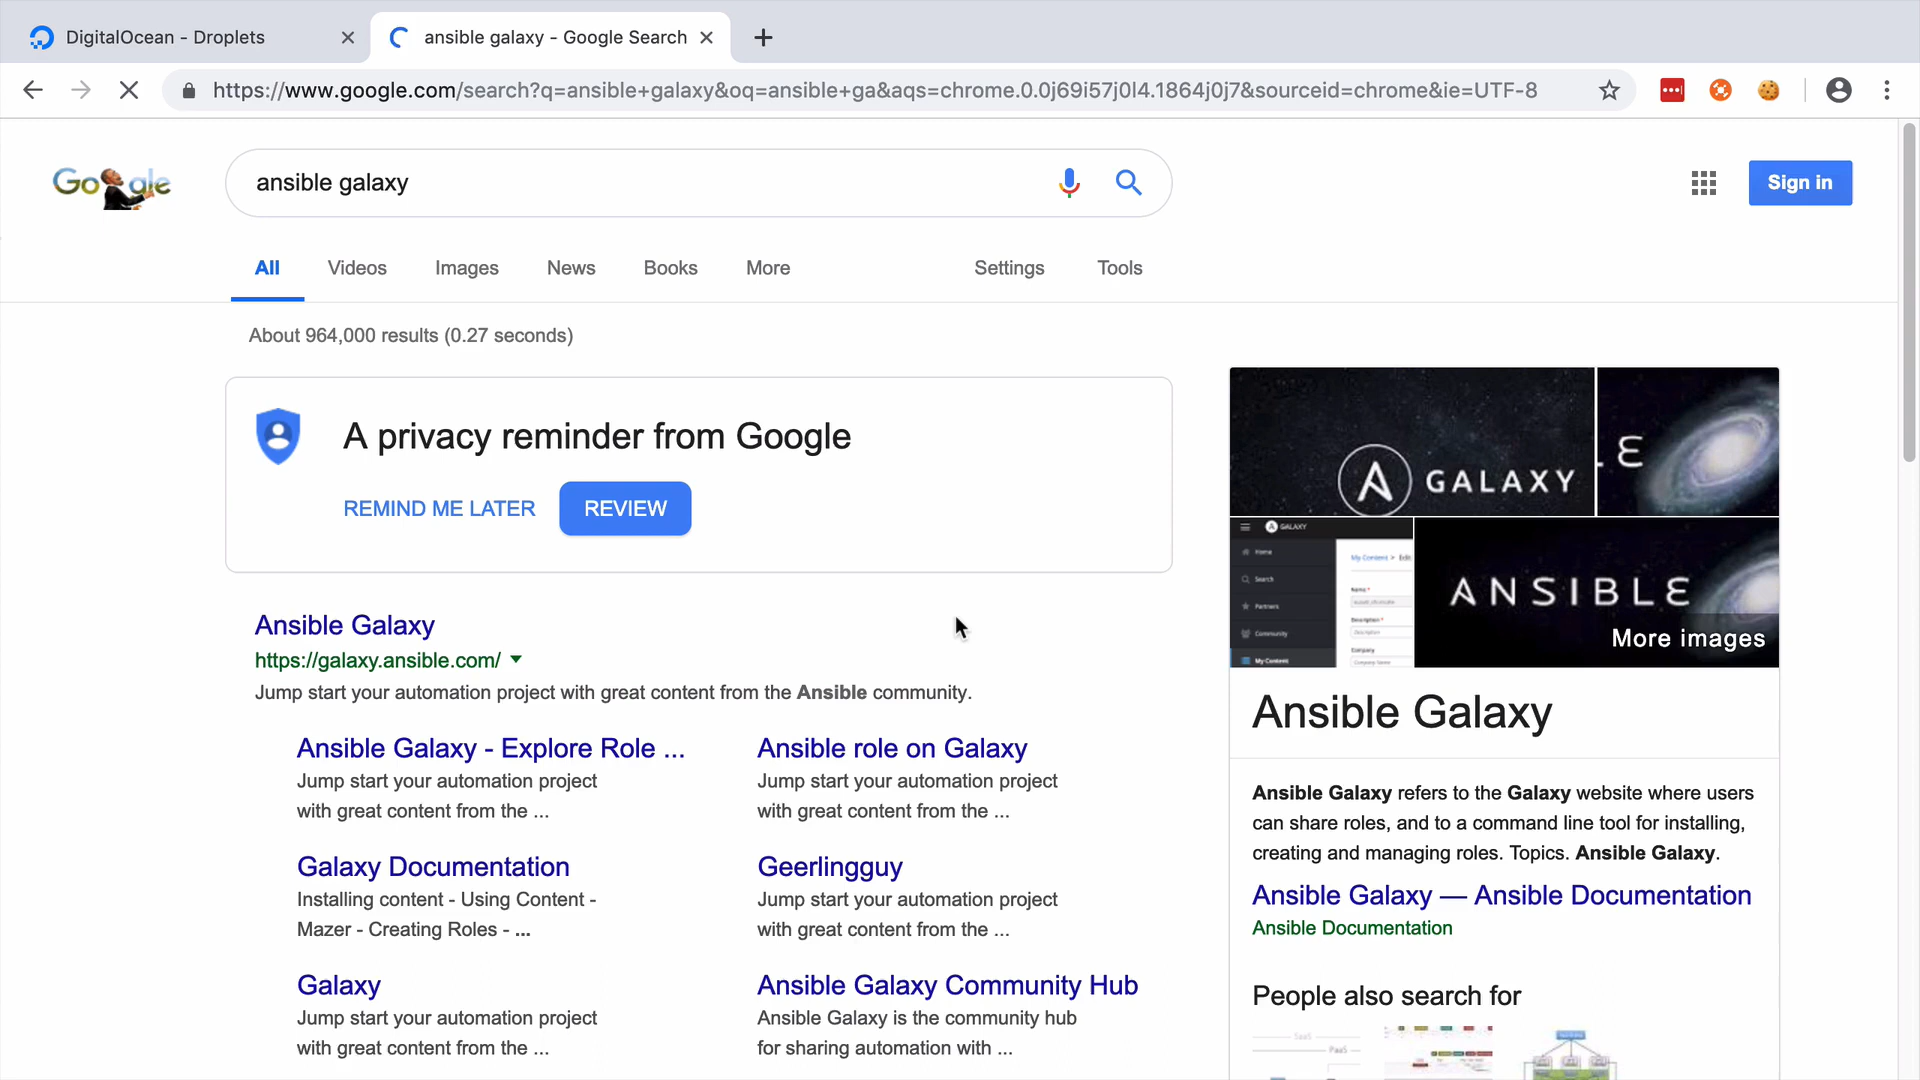 DigitalOcean - Droplets
ansible galaxy - Google Search
https://www.google.com/search?q=ansible+galaxy&oq=ansible+ga&aqs=chrome.0.0j69i57j0l4.1864j0j7&sourceid=chrome&ie=UTF-8
Google
ansible galaxy
Sign in
All
Videos
Images
News
Books
More
Settings
Tools
About 964,000 results (0.27 seconds)
A privacy reminder from Google
REMIND ME LATER
REVIEW
Ansible Galaxy
https://galaxy.ansible.com/
Jump start your automation project with great content from the Ansible community.
Ansible Galaxy - Explore Role ...
Jump start your automation project
with great content from the ...
Ansible role on Galaxy
Jump start your automation project
with great content from the ...
Galaxy Documentation
Installing content - Using Content -
Mazer - Creating Roles - ...
Geerlingguy
Jump start your automation project
with great content from the ...
Galaxy
Jump start your automation project
with great content from the ...
Ansible Galaxy Community Hub
Ansible Galaxy is the community hub
for sharing automation with ...
A GALAXY
LE
A GALAXY
Home
Search
Partners
Community
My Content
My Content > Edit
Name *
Description *
Description
Company
Company Name
ANSIBLE
More images
Ansible Galaxy
Ansible Galaxy refers to the Galaxy website where users
can share roles, and to a command line tool for installing,
creating and managing roles. Topics. Ansible Galaxy.
Ansible Galaxy — Ansible Documentation
Ansible Documentation
People also search for
SaaS
PaaS